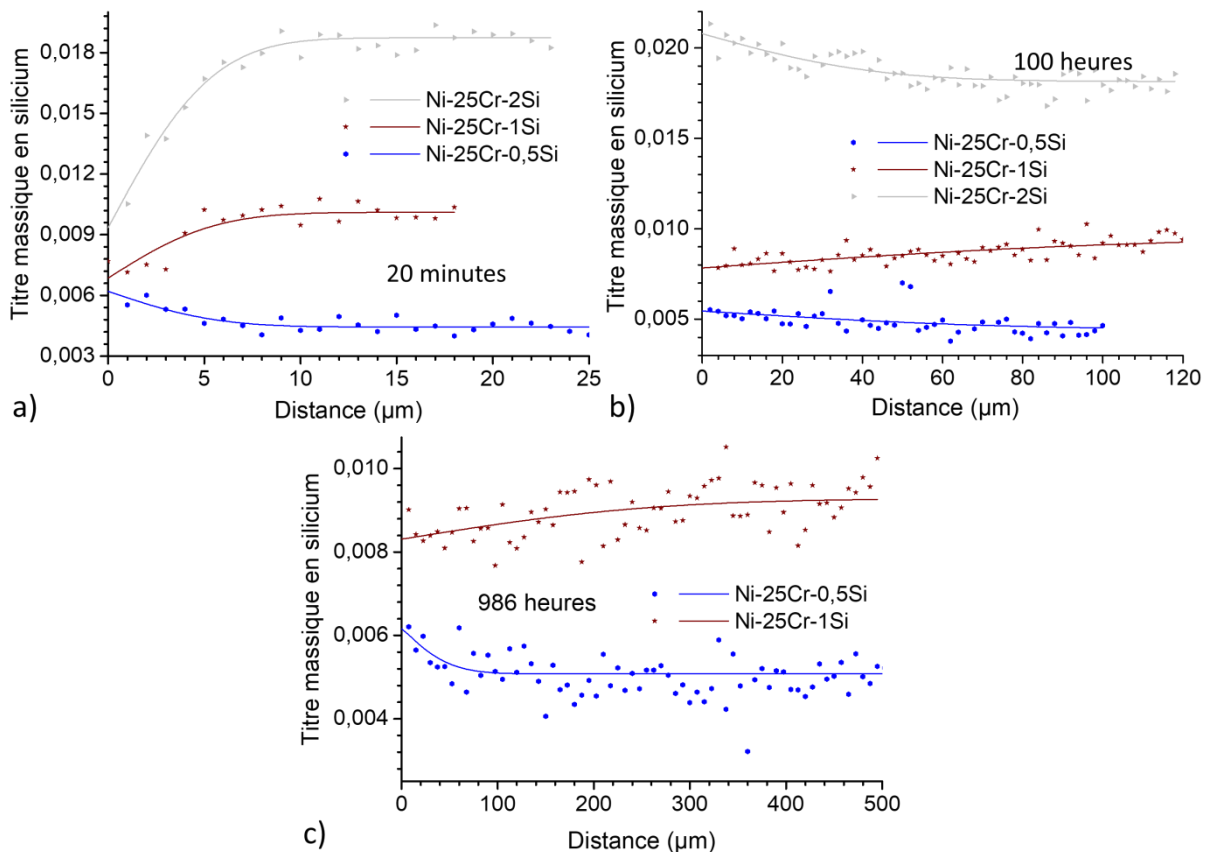 Titre massique en silicium
0,018
0,015
0,012
0,009
0,006
0,003
Ni-25Cr-2Si
Ni-25Cr-1Si
Ni-25Cr-0,5Si
20 minutes
0 5 10 15 20 25
Distance (µm)
a)
Titre massique en silicium
0,020
0,015
0,010
0,005
100 heures
Ni-25Cr-0,5Si
Ni-25Cr-1Si
Ni-25Cr-2Si
0 20 40 60 80 100 120
Distance (µm)
b)
Titre massique en silicium
0,010
0,008
0,006
0,004
986 heures
Ni-25Cr-0,5Si
Ni-25Cr-1Si
0 100 200 300 400 500
Distance (µm)
c)